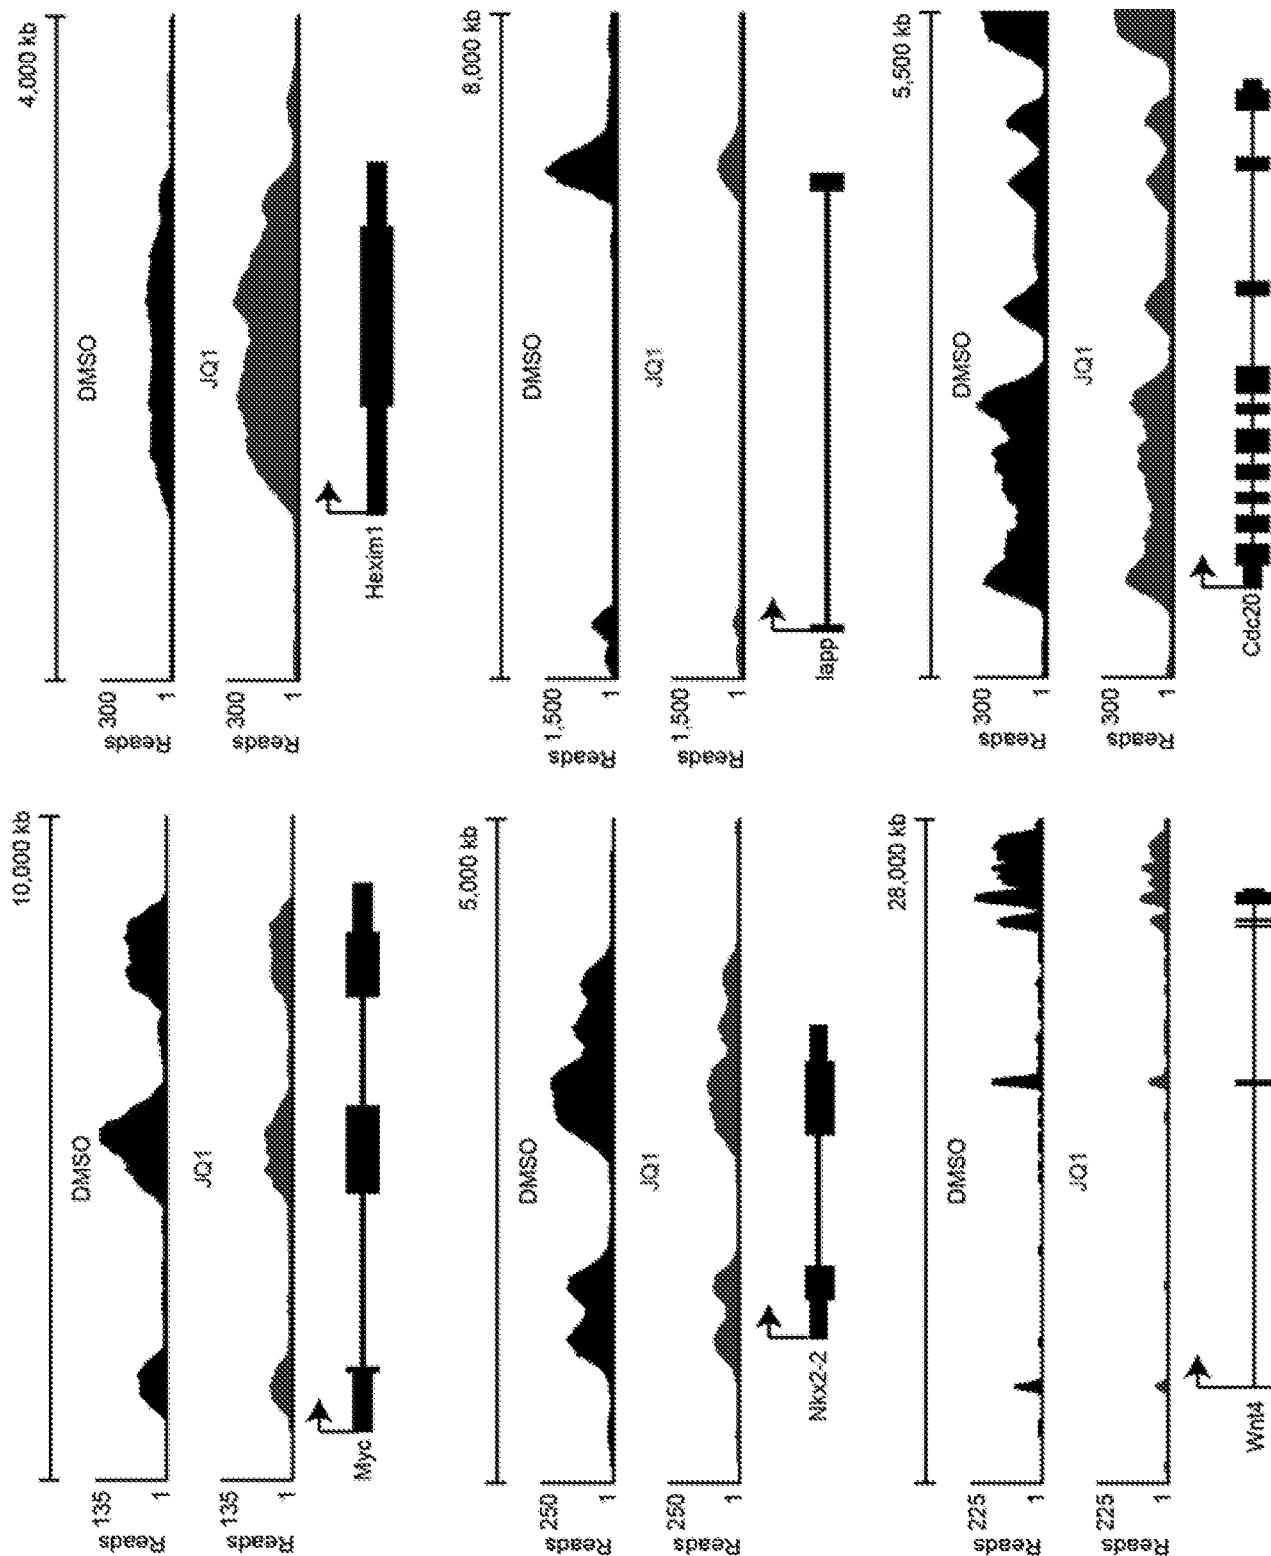 10,000 kb
Reads
135
1
DMSO
Reads
135
1
JQ1
Myc
4,000 kb
Reads
300
1
DMSO
Reads
300
1
JQ1
Hexim1
5,000 kb
Reads
250
1
DMSO
Reads
250
1
JQ1
Nkx2-2
8,000 kb
Reads
1,500
1
DMSO
Reads
1,500
1
JQ1
Iapp
28,000 kb
Reads
225
1
DMSO
Reads
225
1
JQ1
Wnt4
5,500 kb
Reads
300
1
DMSO
Reads
300
1
JQ1
Cdc20